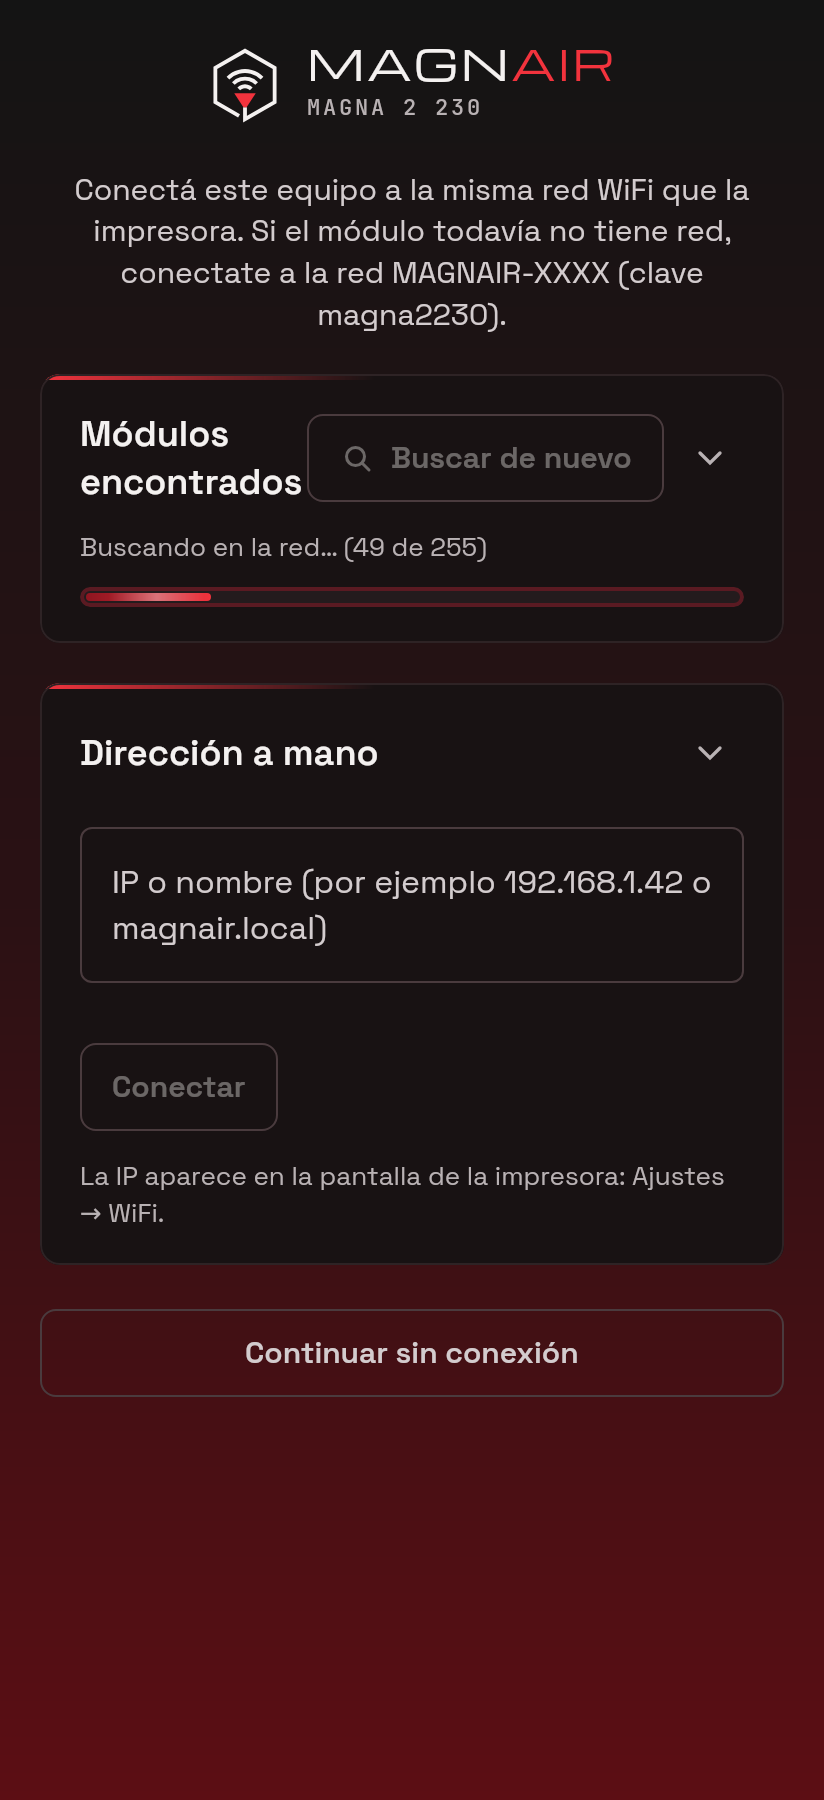 MAGNAIR
MAGNA 2 230
Conectá este equipo a la misma red WiFi que la
impresora. Si el módulo todavía no tiene red,
conectate a la red MAGNAIR-XXXX (clave
magna2230).
Módulos
encontrados
Buscar de nuevo
Buscando en la red... (49 de 255)
Dirección a mano
IP o nombre (por ejemplo 192.168.1.42 o
magnair.local)
Conectar
La IP aparece en la pantalla de la impresora: Ajustes
→ WiFi.
Continuar sin conexión